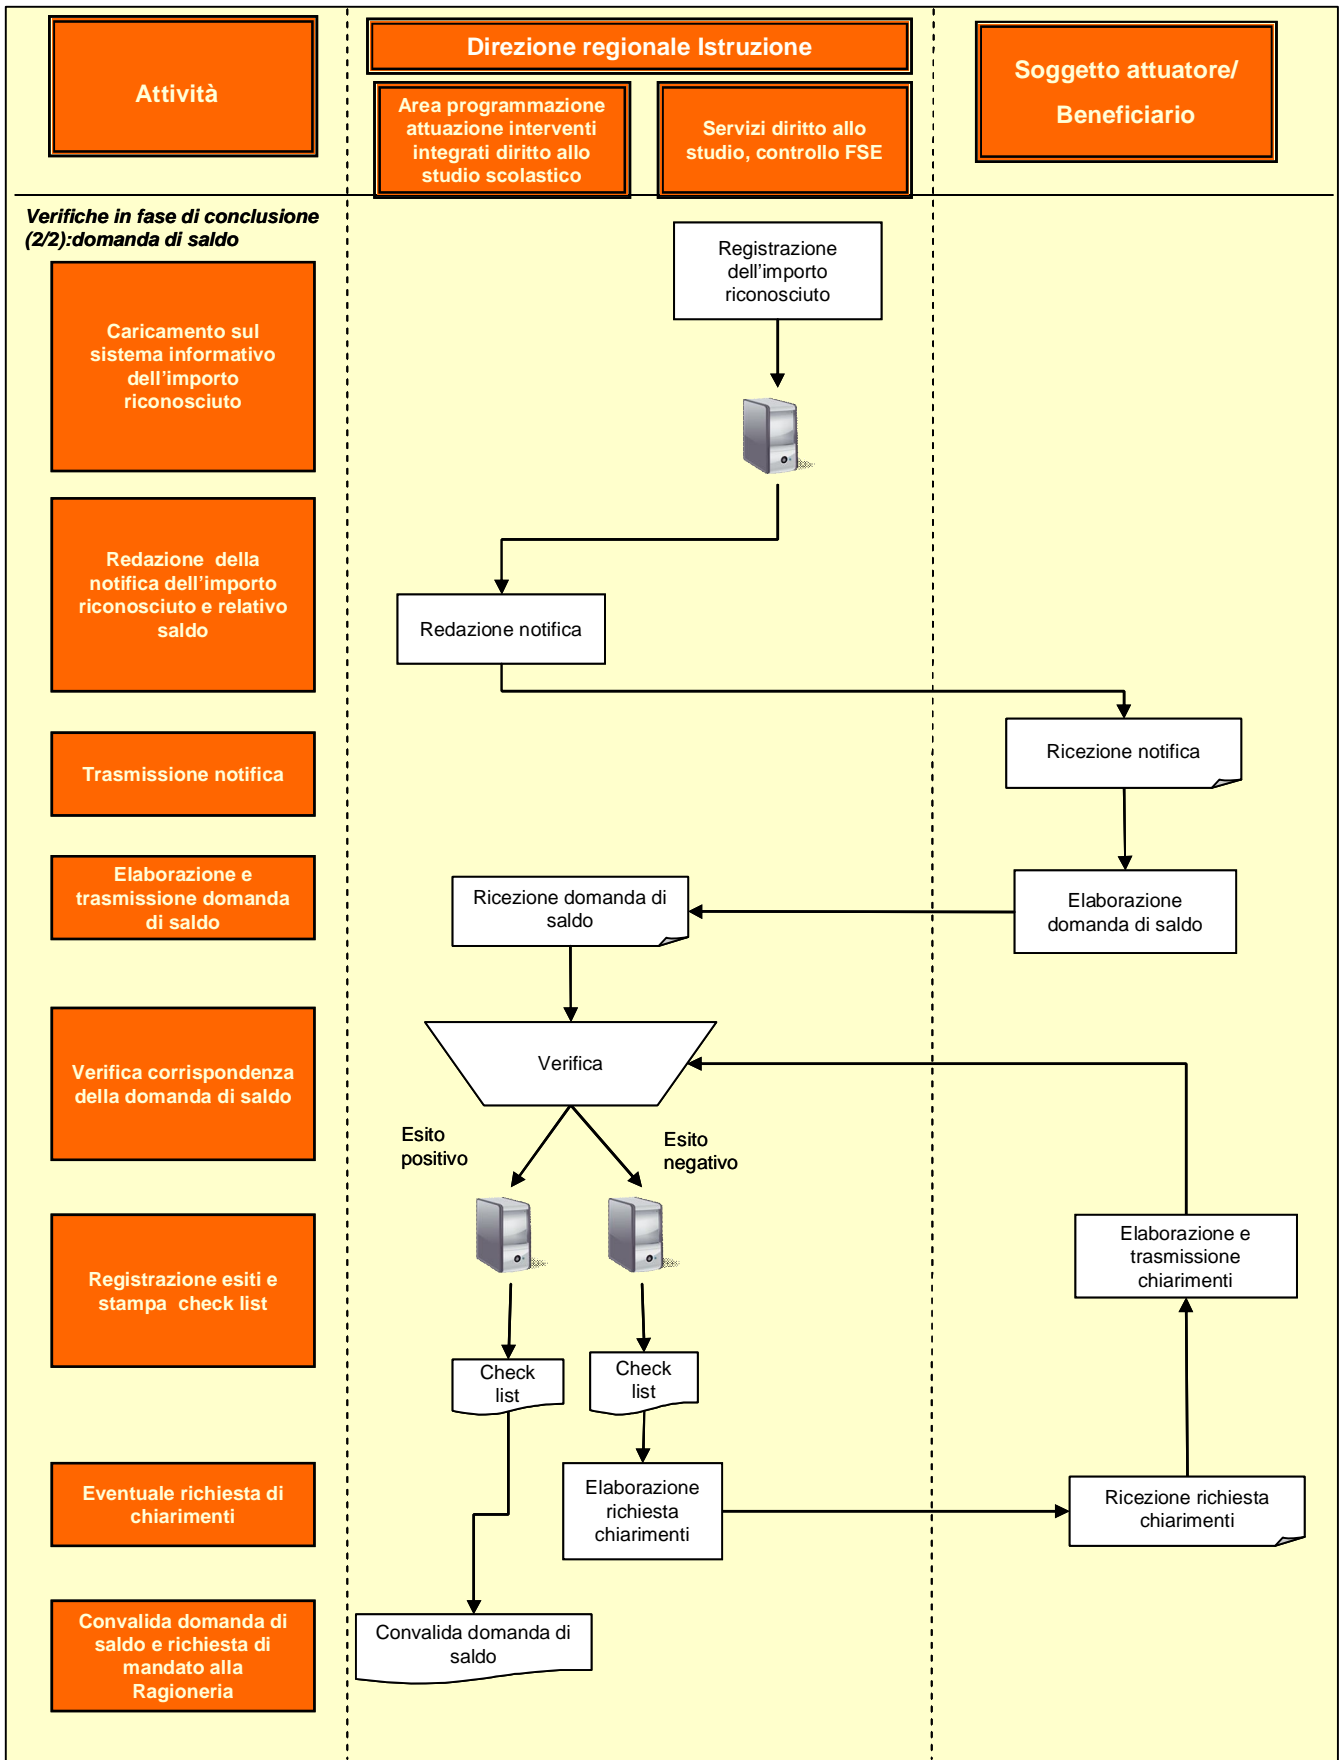 Attività
Direzione regionale Istruzione
Area programmazione
attuazione interventi
integrati diritto allo
studio scolastico
Servizi diritto allo
studio, controllo FSE
Soggetto attuatore/
Beneficiario
Verifiche in fase di conclusione
(2/2):domanda di saldo
Registrazione
dell'importo
riconosciuto
Caricamento sul
sistema informativo
dell'importo
riconosciuto
Redazione della
notifica dell'importo
riconosciuto e relativo
saldo
Redazione notifica
Trasmissione notifica
Ricezione notifica
Elaborazione e
trasmissione domanda
di saldo
Ricezione domanda di
saldo
Elaborazione
domanda di saldo
Verifica corrispondenza
della domanda di saldo
Verifica
Esito
positivo
Esito
negativo
Registrazione esiti e
stampa check list
Elaborazione e
trasmissione
chiarimenti
Check
list
Check
list
Eventuale richiesta di
chiarimenti
Elaborazione
richiesta
chiarimenti
Ricezione richiesta
chiarimenti
Convalida domanda di
saldo e richiesta di
mandato alla
Ragioneria
Convalida domanda di
saldo